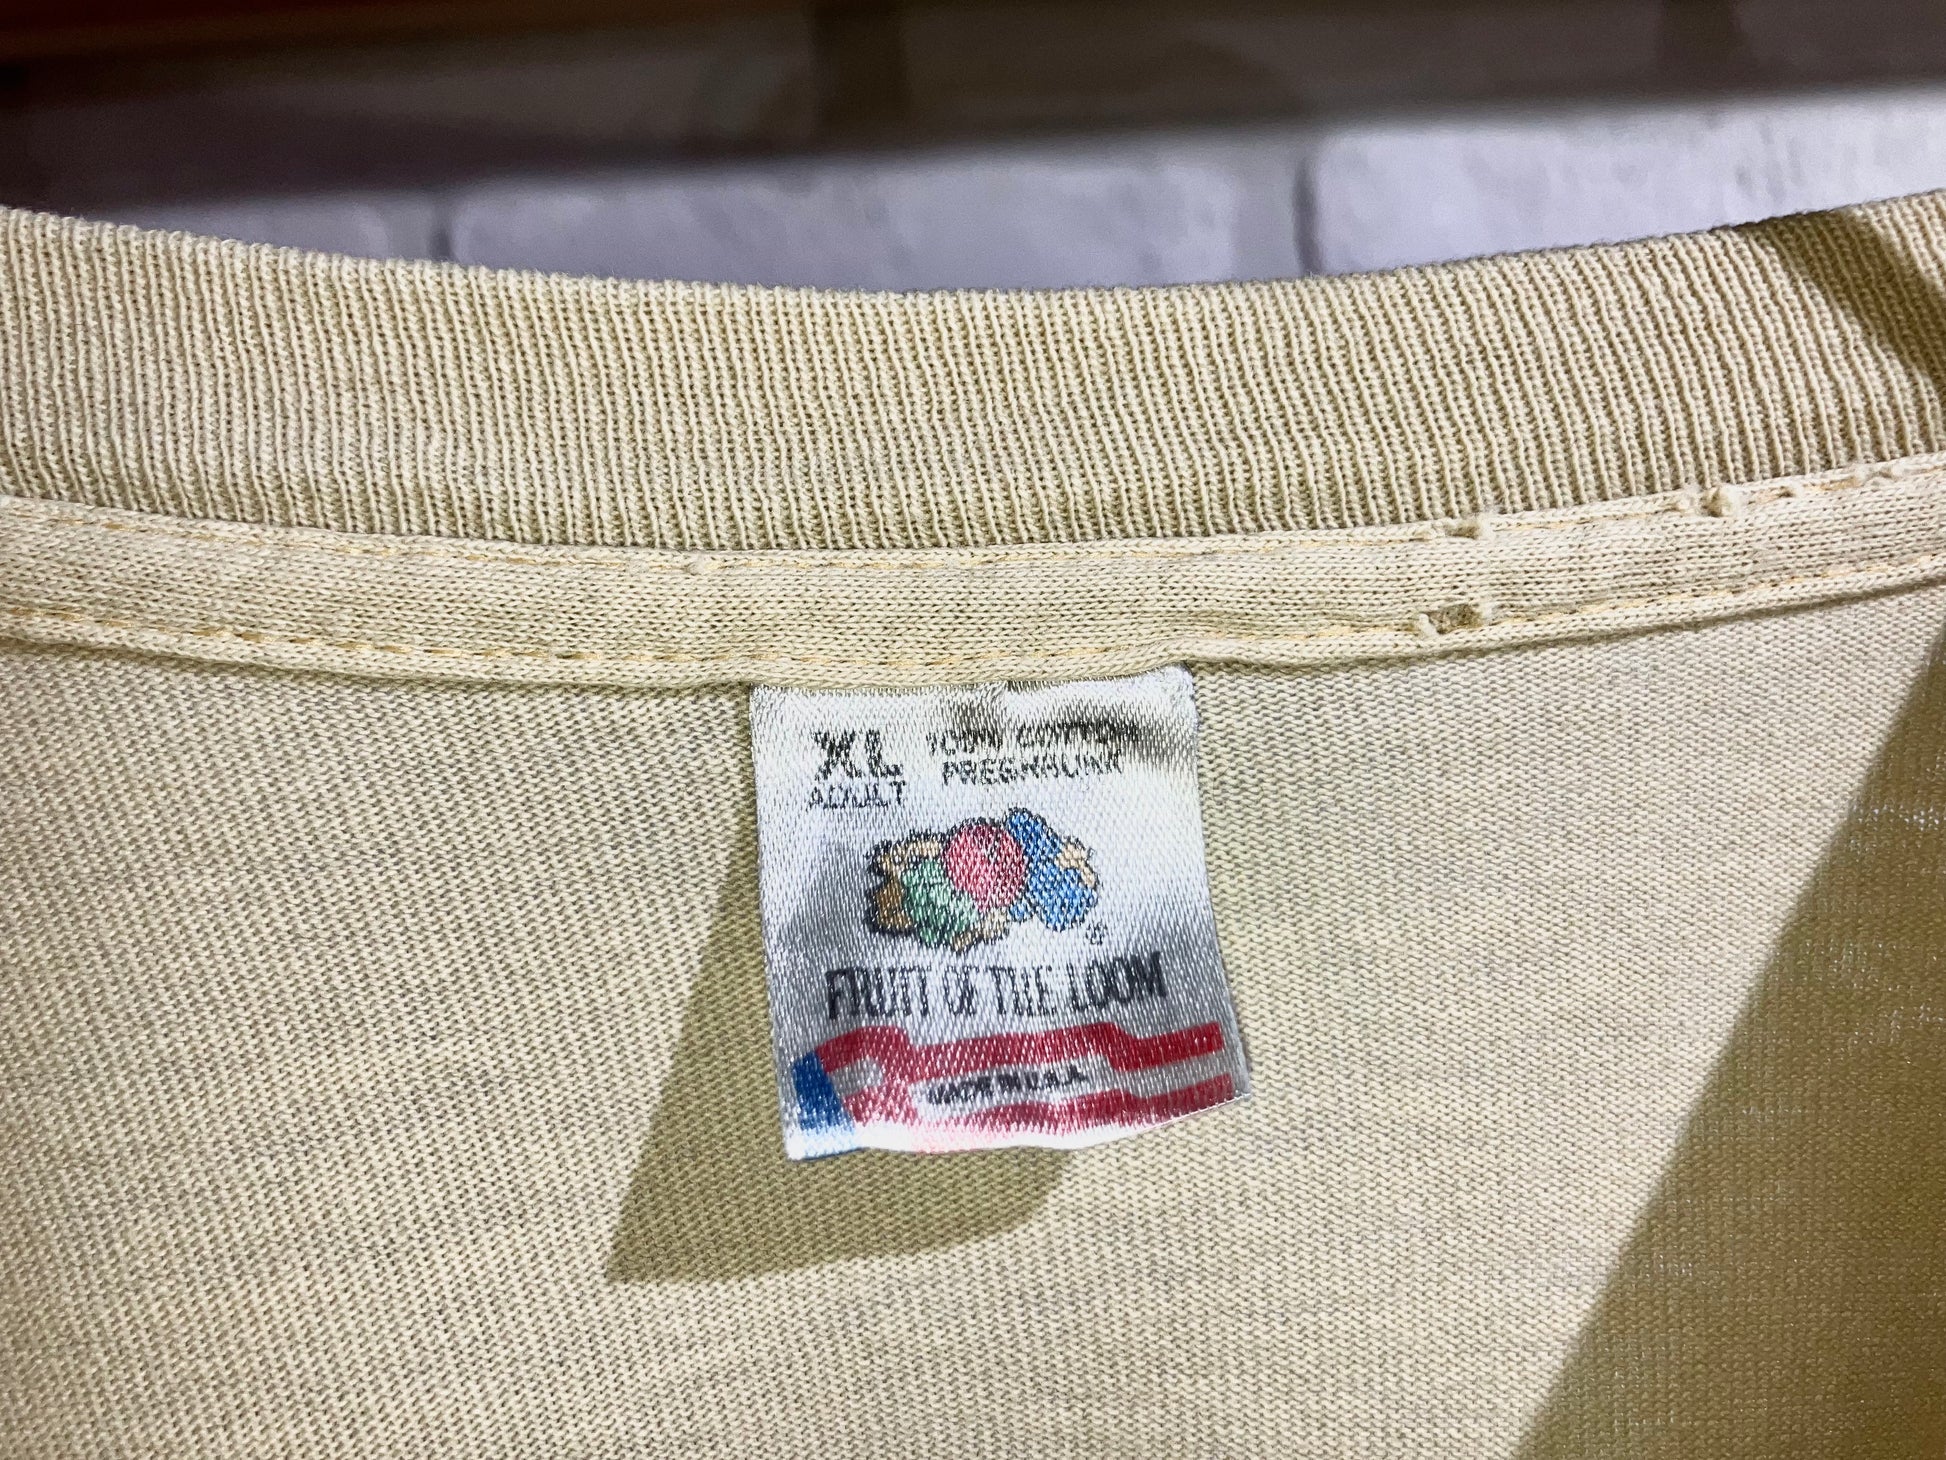 XL 100% COTTON
ADULT PRESHRUNK
®
FRUIT OF THE LOOM
MADE IN U.S.A.